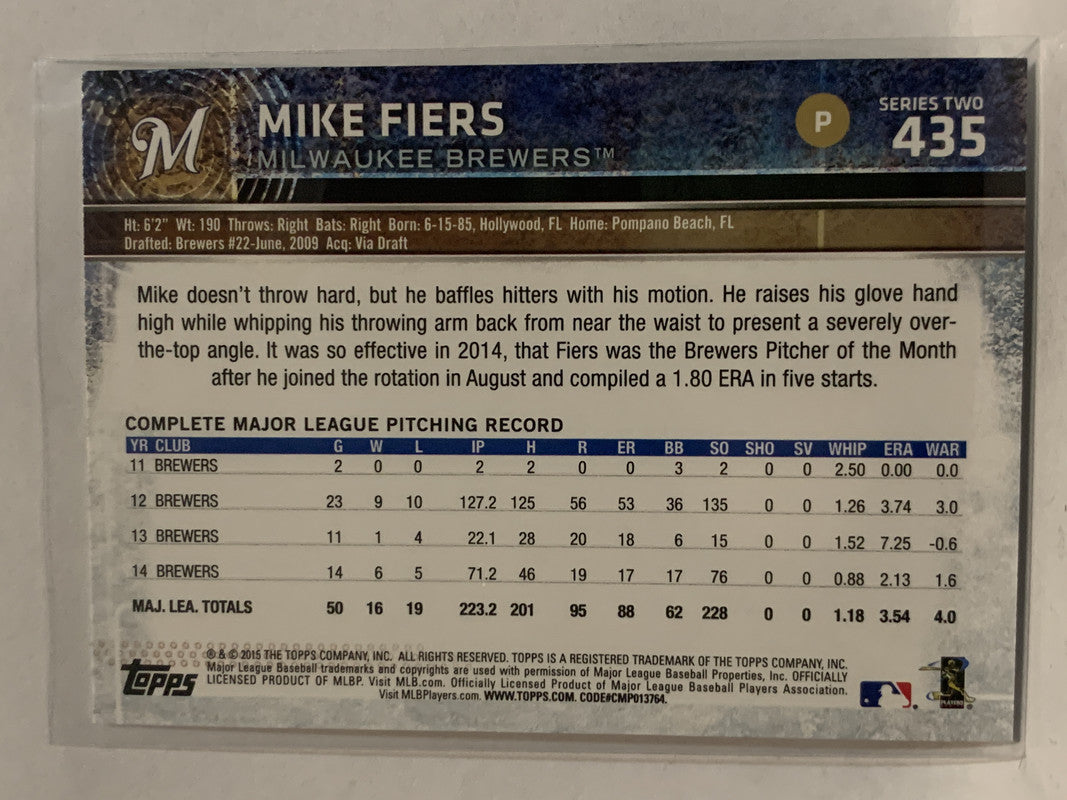 M
MIKE FIERS
MILWAUKEE BREWERS™
P
SERIES TWO
435
Ht: 6'2" Wt: 190 Throws: Right Bats: Right Born: 6-15-85, Hollywood, FL Home: Pompano Beach, FL
Drafted: Brewers #22-June, 2009 Acq: Via Draft
Mike doesn't throw hard, but he baffles hitters with his motion. He raises his glove hand
high while whipping his throwing arm back from near the waist to present a severely over-
the-top angle. It was so effective in 2014, that Fiers was the Brewers Pitcher of the Month
after he joined the rotation in August and compiled a 1.80 ERA in five starts.
COMPLETE MAJOR LEAGUE PITCHING RECORD
YR CLUB G W L IP H R ER BB SO SHO SV WHIP ERA WAR
11 BREWERS 2 0 0 2 2 0 0 3 2 0 0 2.50 0.00 0.0
12 BREWERS 23 9 10 127.2 125 56 53 36 135 0 0 1.26 3.74 3.0
13 BREWERS 11 1 4 22.1 28 20 18 6 15 0 0 1.52 7.25 -0.6
14 BREWERS 14 6 5 71.2 46 19 17 17 76 0 0 0.88 2.13 1.6
MAJ. LEA. TOTALS 50 16 19 223.2 201 95 88 62 228 0 0 1.18 3.54 4.0
® & © 2015 THE TOPPS COMPANY, INC. ALL RIGHTS RESERVED. TOPPS IS A REGISTERED TRADEMARK OF THE TOPPS COMPANY, INC.
Major League Baseball trademarks and copyrights are used with permission of Major League Baseball Properties, Inc. OFFICIALLY
LICENSED PRODUCT OF MLBP. Visit MLB.com. Officially Licensed Product of Major League Baseball Players Association.
Visit MLBPlayers.com. WWW.TOPPS.COM. CODE#CMP013764.
Topps
PLAYERS